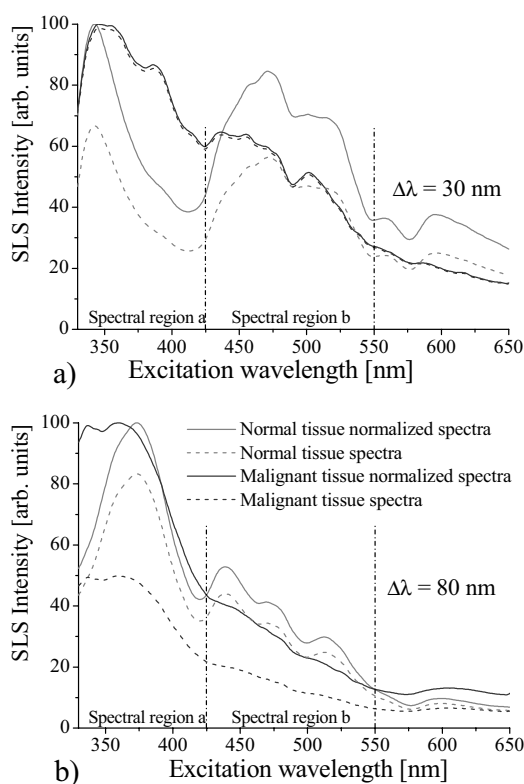 100
80
60
40
20
0
SLS Intensity [arb. units]
Δλ = 30 nm
Spectral region a
Spectral region b
350 400 450 500 550 600 650
Excitation wavelength [nm]
a)
100
80
60
40
20
0
SLS Intensity [arb. units]
Normal tissue normalized spectra
Normal tissue spectra
Malignant tissue normalized spectra
Malignant tissue spectra
Δλ = 80 nm
Spectral region a
Spectral region b
350 400 450 500 550 600 650
Excitation wavelength [nm]
b)